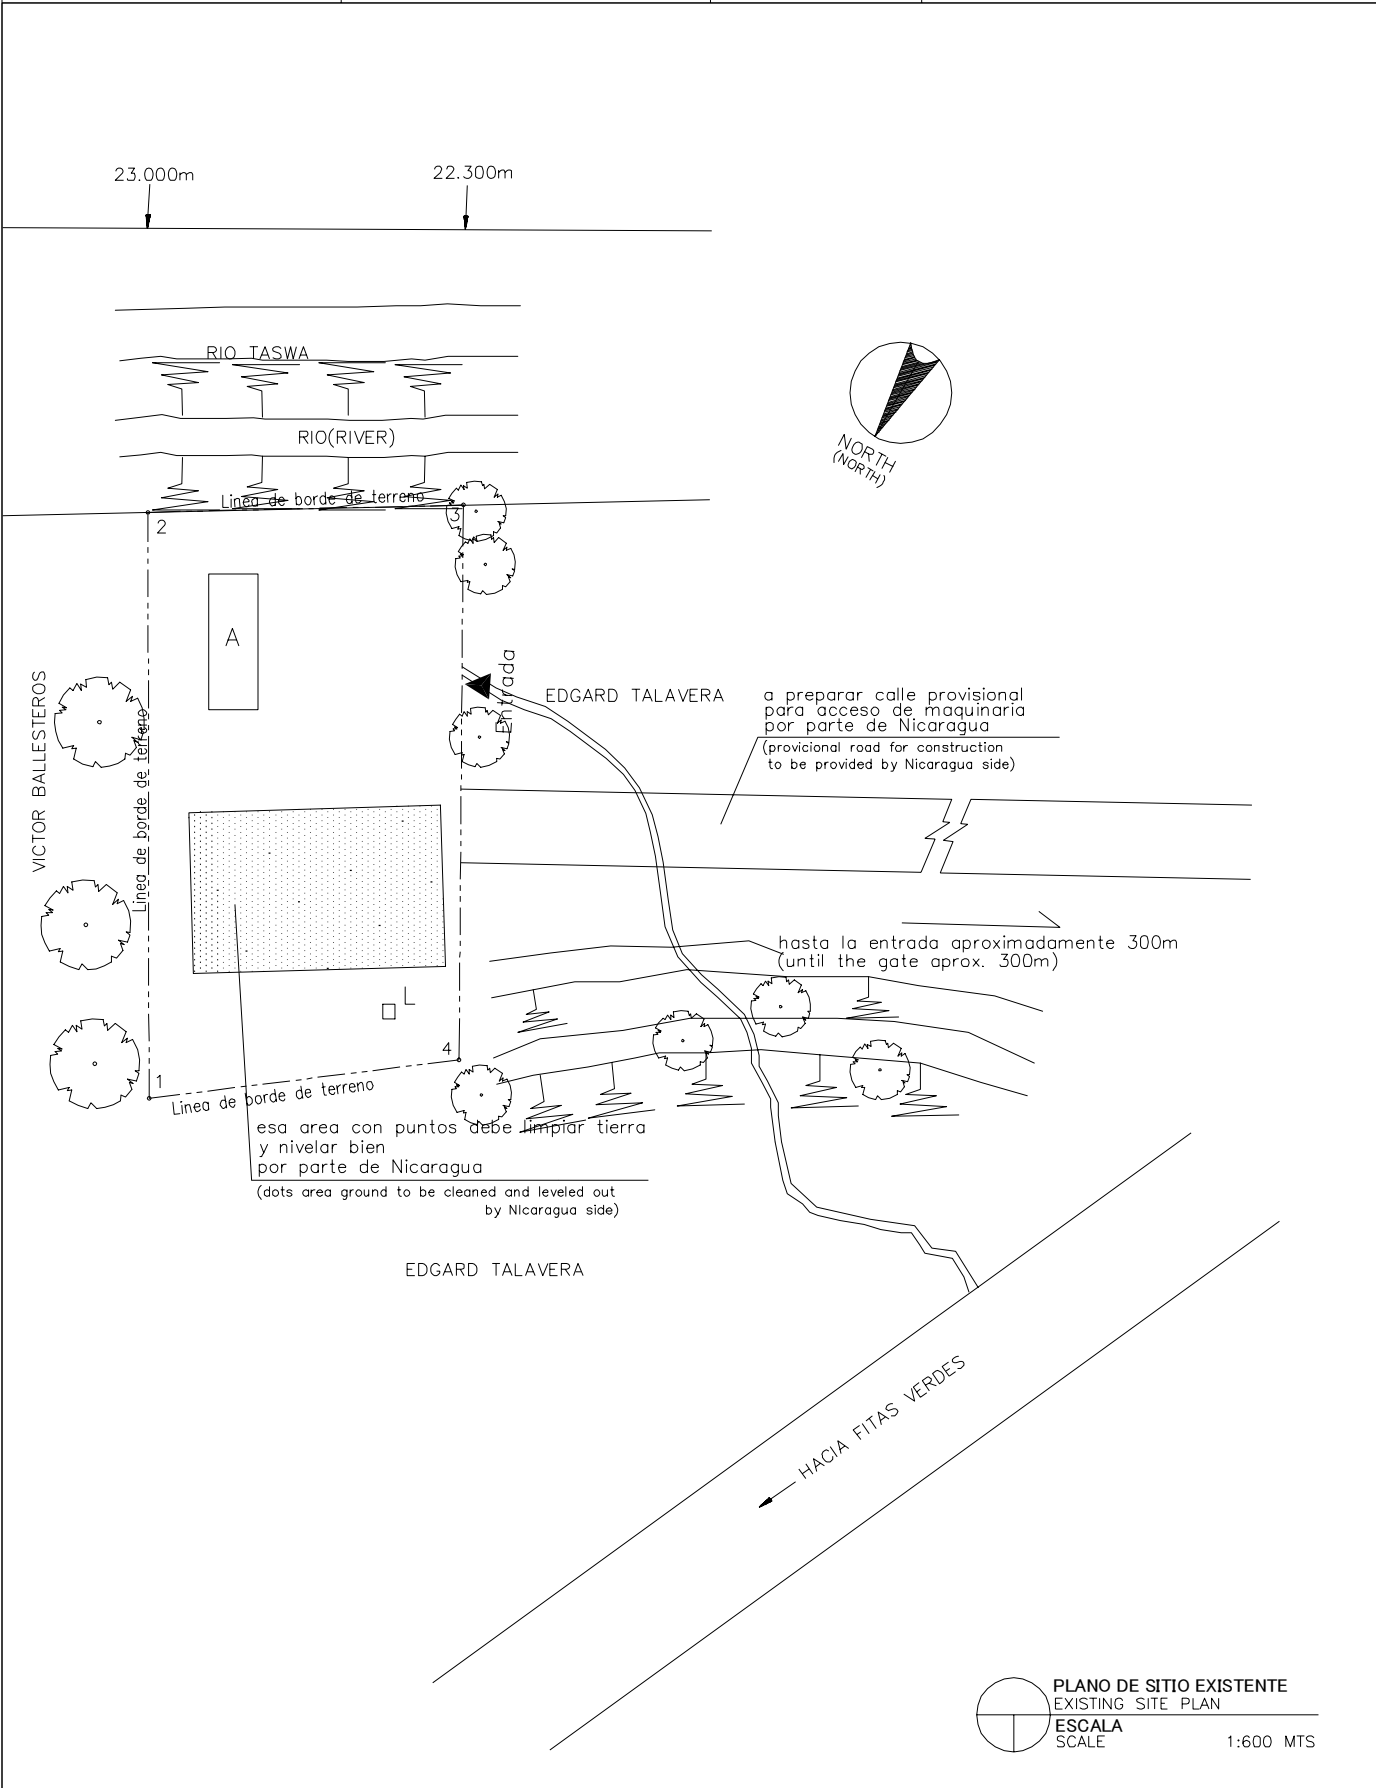 23.000m
22.300m
RIO TASWA
RIO(RIVER)
NORTH
(NORTH)
Linea de borde de terreno
2
3
A
Entrada
VICTOR BALLESTEROS
Linea de borde de terreno
EDGARD TALAVERA
a preparar calle provisional
para acceso de maquinaria
por parte de Nicaragua
(provicional road for construction
to be provided by Nicaragua side)
hasta la entrada aproximadamente 300m
(until the gate aprox. 300m)
L
4
1
Linea de borde de terreno
esa area con puntos debe limpiar tierra
y nivelar bien
por parte de Nicaragua
(dots area ground to be cleaned and leveled out
by NIcaragua side)
EDGARD TALAVERA
HACIA FITAS VERDES
PLANO DE SITIO EXISTENTE
EXISTING SITE PLAN
ESCALA
SCALE 1:600 MTS